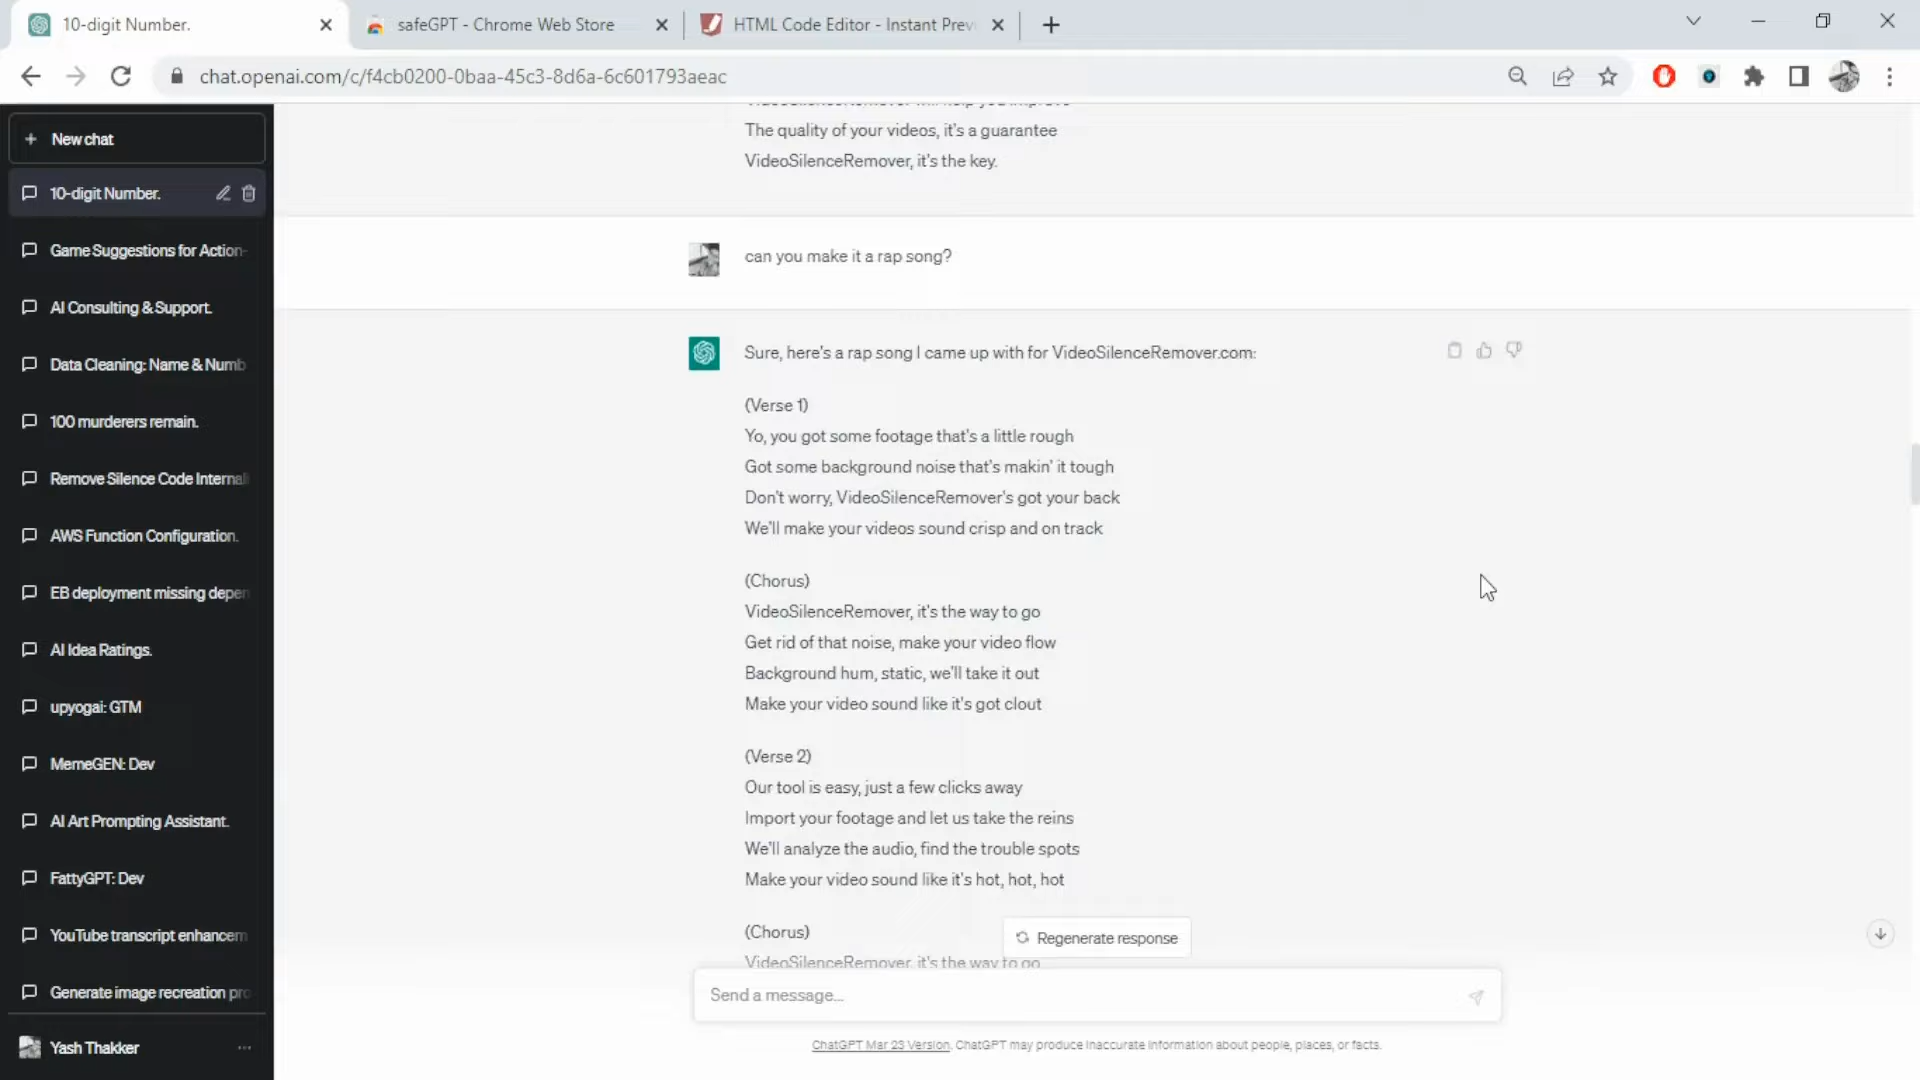 10-digit Number.
safeGPT - Chrome Web Store
HTML Code Editor - Instant Prev
chat.openai.com/c/f4cb0200-0baa-45c3-8d6a-6c601793aeac
New chat
10-digit Number.
Game Suggestions for Action-
AI Consulting & Support.
Data Cleaning: Name & Numb
100 murderers remain.
Remove Silence Code Internali
AWS Function Configuration.
EB deployment missing depen
AI Idea Ratings.
upyogai: GTM
MemeGEN: Dev
AI Art Prompting Assistant.
FattyGPT: Dev
YouTube transcript enhancem
Generate image recreation pro
Yash Thakker
VideoSilenceRemover will help you improve
The quality of your videos, it's a guarantee
VideoSilenceRemover, it's the key.
can you make it a rap song?
Sure, here's a rap song I came up with for VideoSilenceRemover.com:
(Verse 1)
Yo, you got some footage that's a little rough
Got some background noise that's makin' it tough
Don't worry, VideoSilenceRemover's got your back
We'll make your videos sound crisp and on track
(Chorus)
VideoSilenceRemover, it's the way to go
Get rid of that noise, make your video flow
Background hum, static, we'll take it out
Make your video sound like it's got clout
(Verse 2)
Our tool is easy, just a few clicks away
Import your footage and let us take the reins
We'll analyze the audio, find the trouble spots
Make your video sound like it's hot, hot, hot
(Chorus)
VideoSilenceRemover, it's the way to go
Regenerate response
Send a message...
ChatGPT Mar 23 Version. ChatGPT may produce inaccurate information about people, places, or facts.